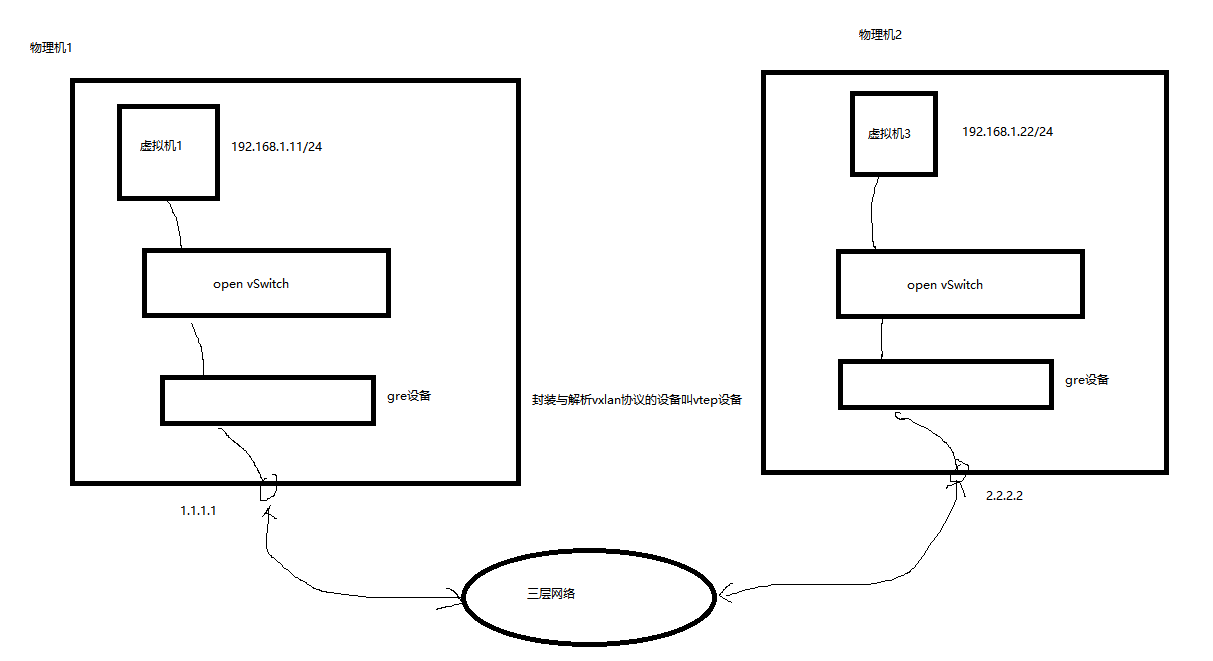 物理机1
物理机2
虚拟机1
192.168.1.11/24
虚拟机3
192.168.1.22/24
open vSwitch
open vSwitch
gre设备
封装与解析vxlan协议的设备叫vtep设备
gre设备
1.1.1.1
2.2.2.2
三层网络